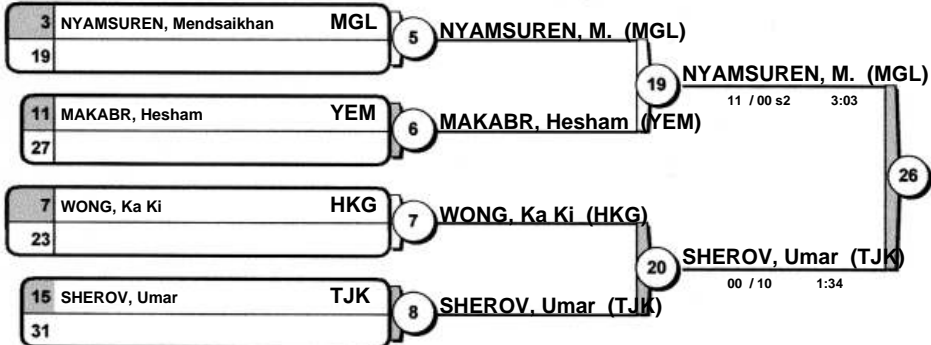 3 NYAMSUREN, Mendsaikhan MGL
19
5 NYAMSUREN, M. (MGL)
11 MAKABR, Hesham YEM
27
6 MAKABR, Hesham (YEM)
19 NYAMSUREN, M. (MGL)
11 / 00 s2 3:03
7 WONG, Ka Ki HKG
23
7 WONG, Ka Ki (HKG)
15 SHEROV, Umar TJK
31
8 SHEROV, Umar (TJK)
20 SHEROV, Umar (TJK)
00 / 10 1:34
26